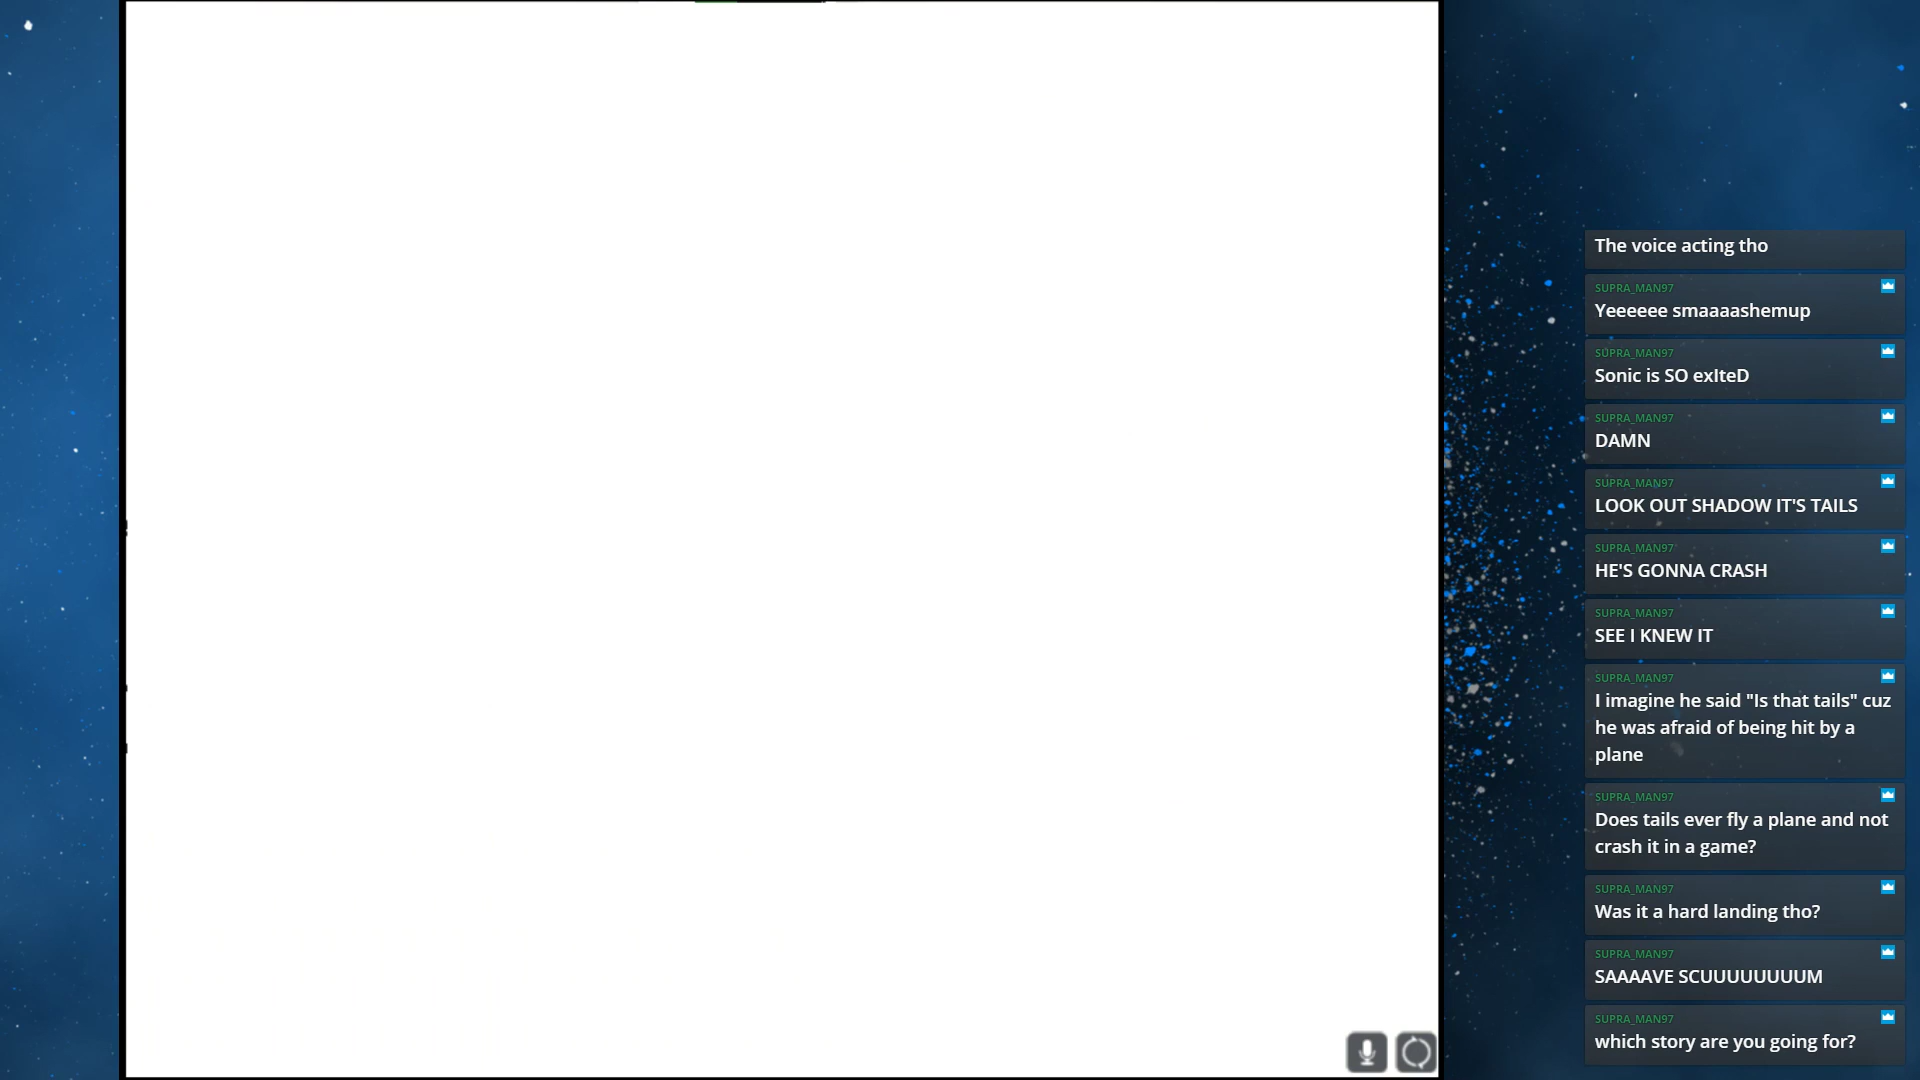 The voice acting tho
SUPRA_MAN97
Yeeeeee smaaaashemup
SUPRA_MAN97
Sonic is SO exIteD
SUPRA_MAN97
DAMN
SUPRA_MAN97
LOOK OUT SHADOW IT'S TAILS
SUPRA_MAN97
HE'S GONNA CRASH
SUPRA_MAN97
SEE I KNEW IT
SUPRA_MAN97
I imagine he said "Is that tails" cuz
he was afraid of being hit by a
plane
SUPRA_MAN97
Does tails ever fly a plane and not
crash it in a game?
SUPRA_MAN97
Was it a hard landing tho?
SUPRA_MAN97
SAAAAVE SCUUUUUUUUM
SUPRA_MAN97
which story are you going for?